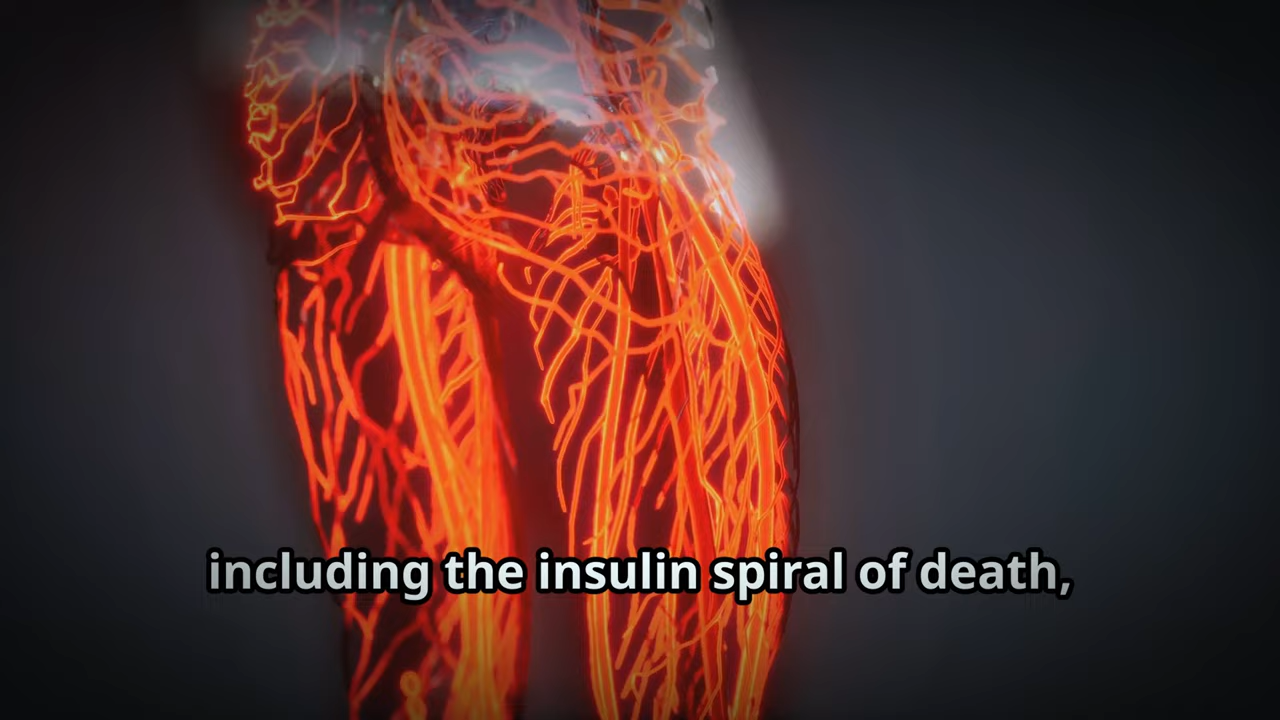 including the insulin spiral of death,